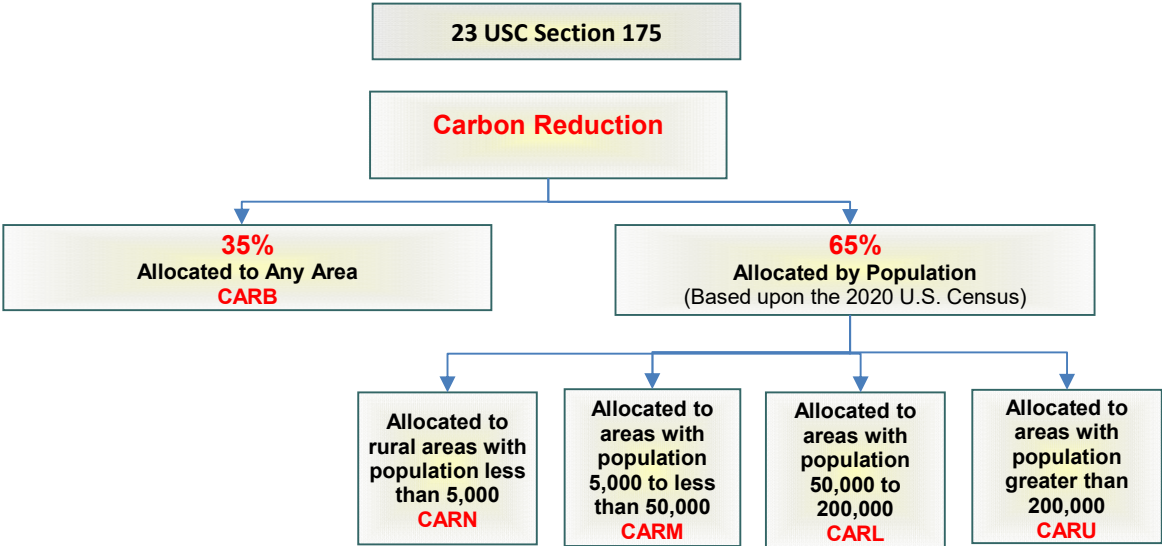 23 USC Section 175
Carbon Reduction
35%
Allocated to Any Area
CARB
65%
Allocated by Population
(Based upon the 2020 U.S. Census)
Allocated to
rural areas with
population less
than 5,000
CARN
Allocated to
areas with
population
5,000 to less
than 50,000
CARM
Allocated to
areas with
population
50,000 to
200,000
CARL
Allocated to
areas with
population
greater than
200,000
CARU